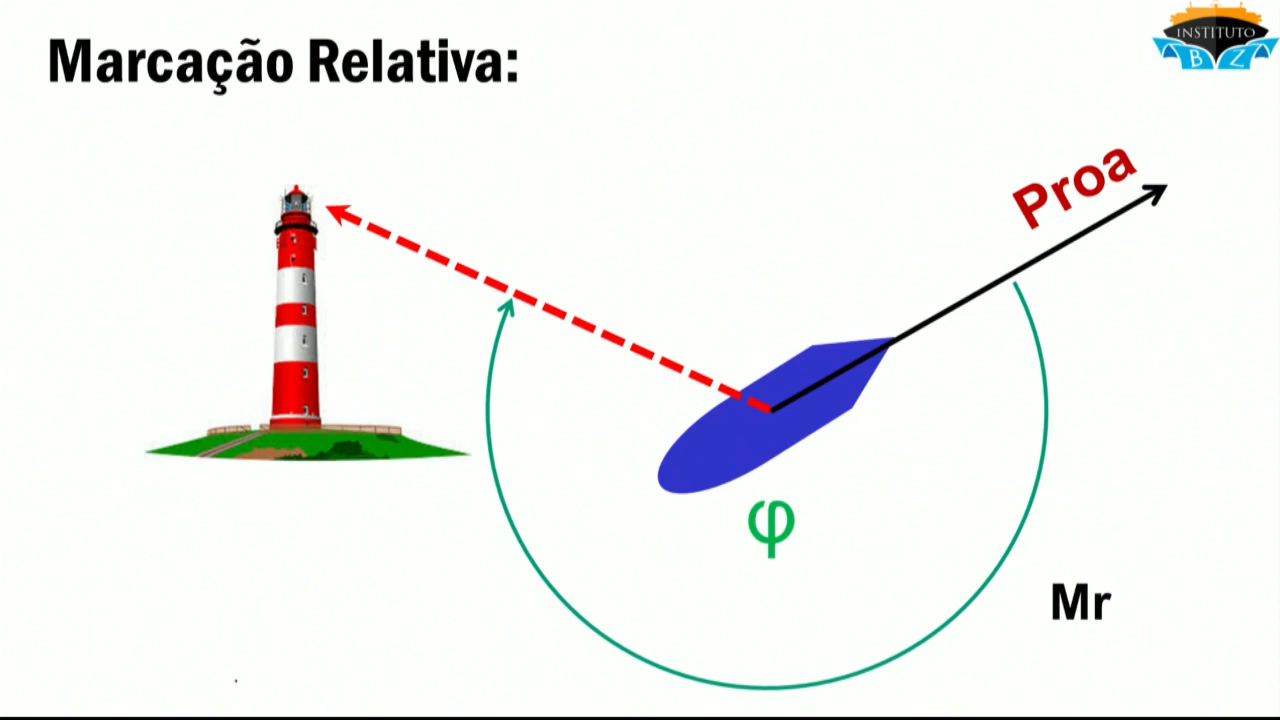 Marcação Relativa:
INSTITUTO
B Z
Proa
φ
Mr